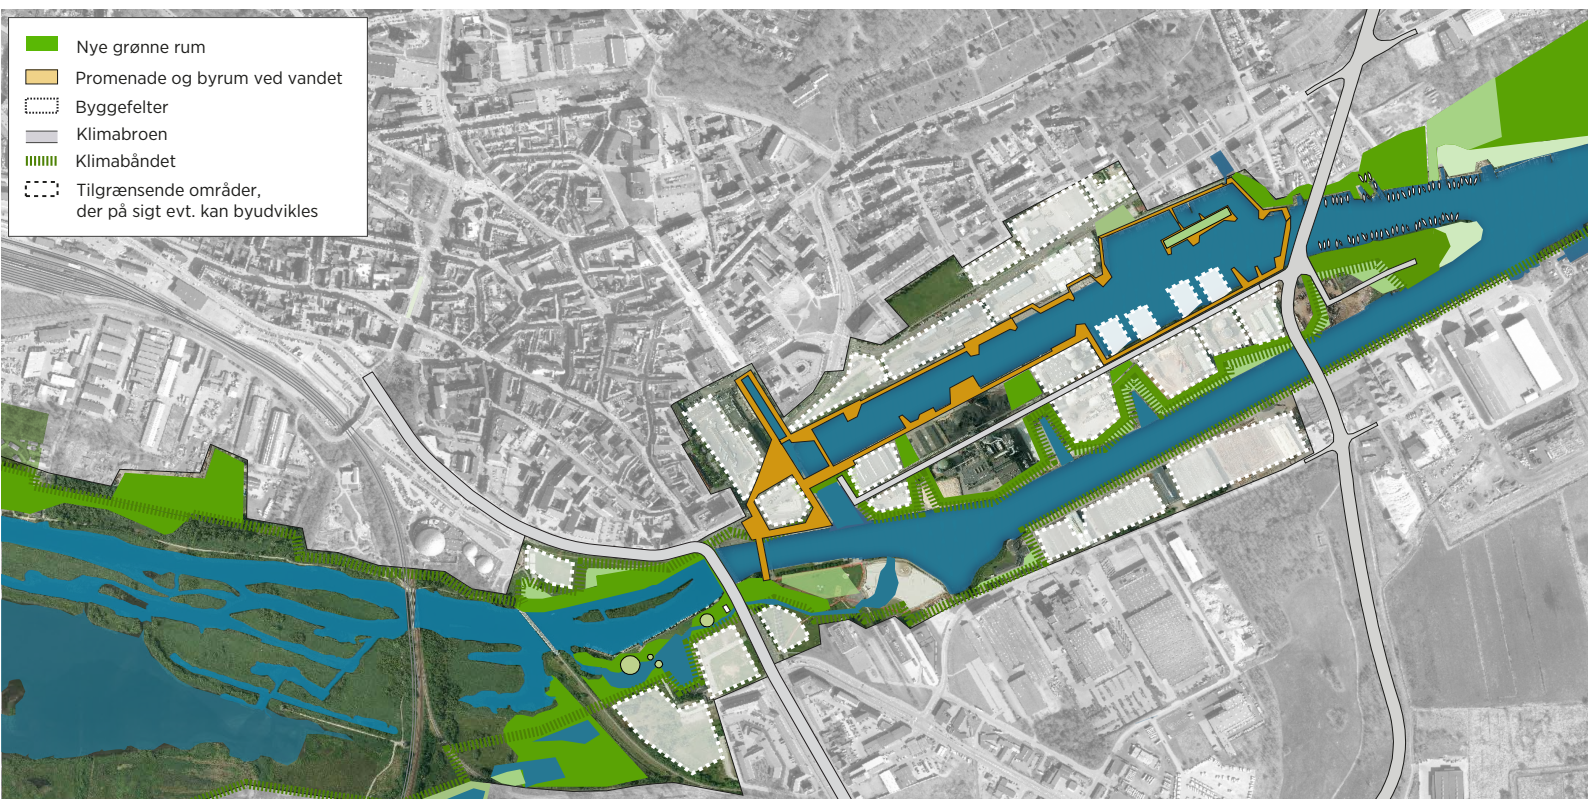 Nye grønne rum
Promenade og byrum ved vandet
Byggefelter
Klimabroen
Klimabåndet
Tilgrænsende områder,
der på sigt evt. kan byudvikles